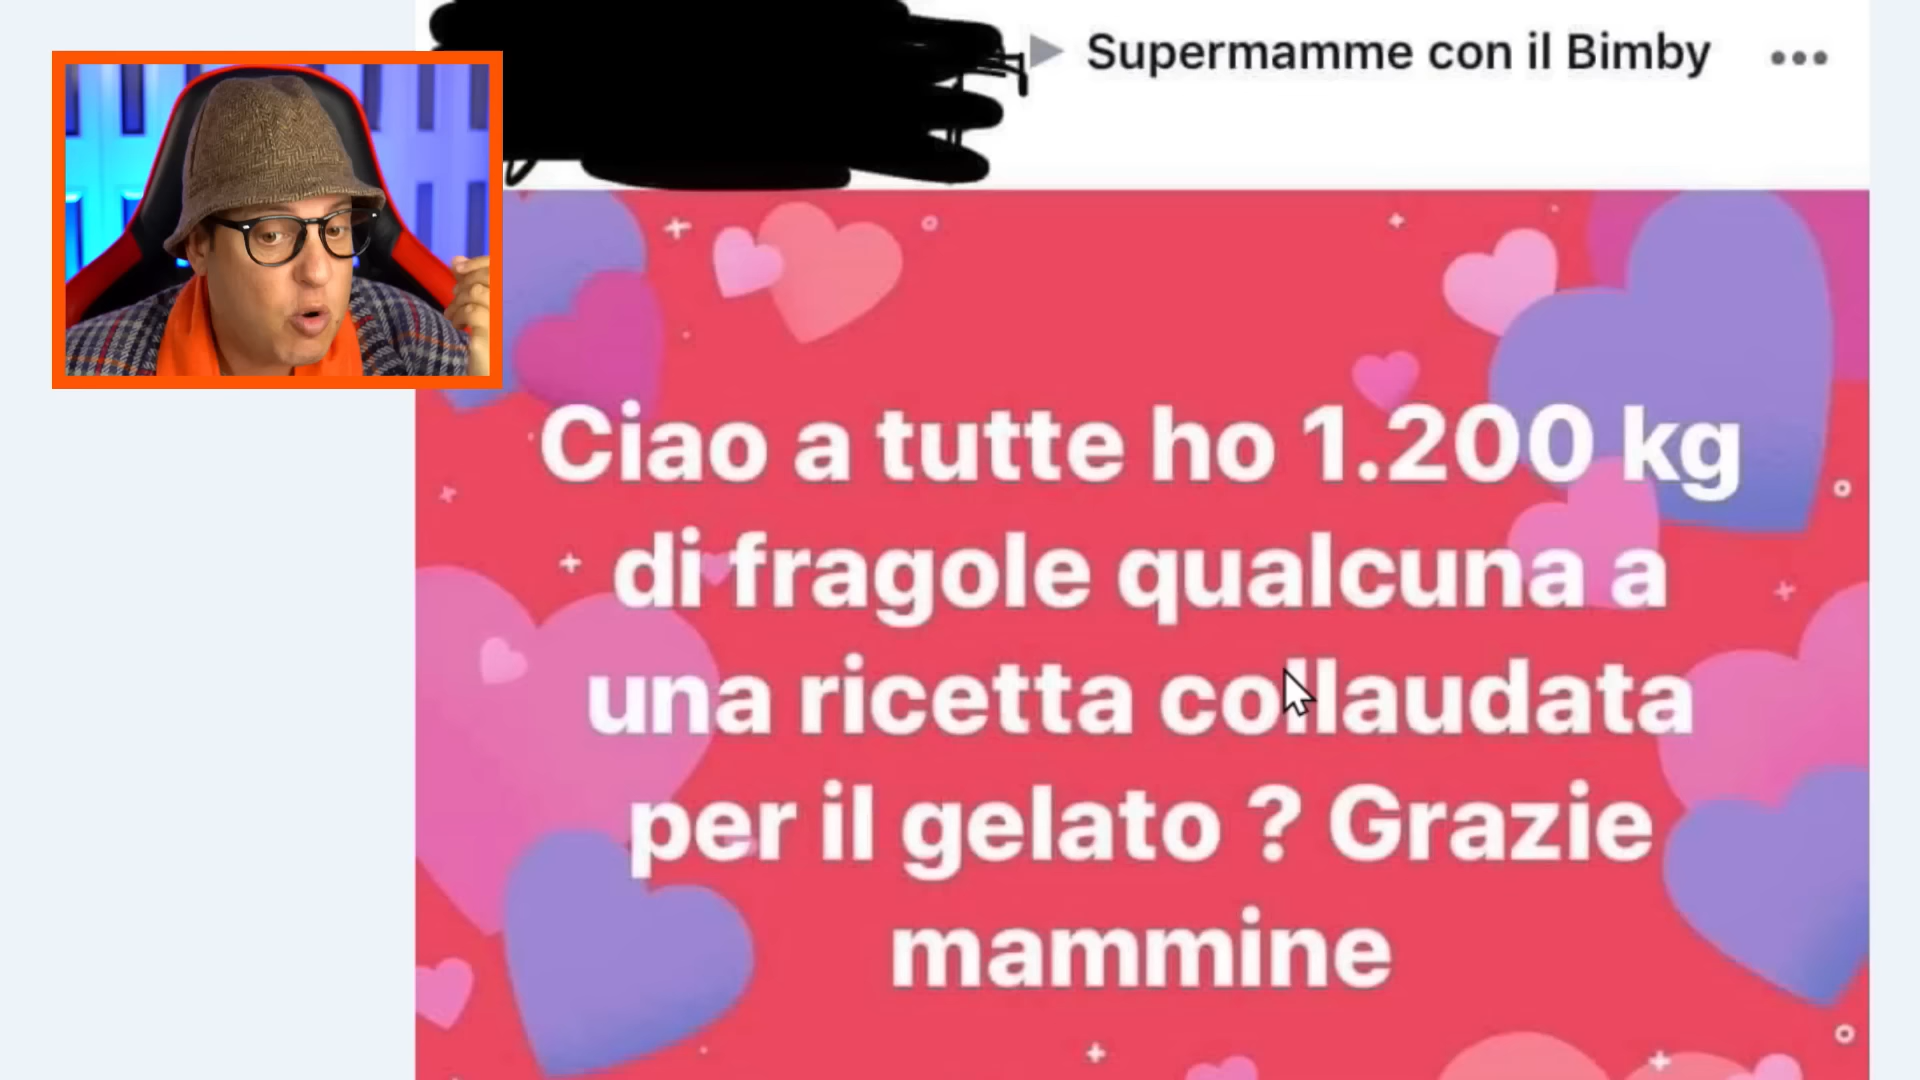 Supermamme con il Bimby
Ciao a tutte ho 1.200 kg
di fragole qualcuna a
una ricetta collaudata
per il gelato ? Grazie
mammine